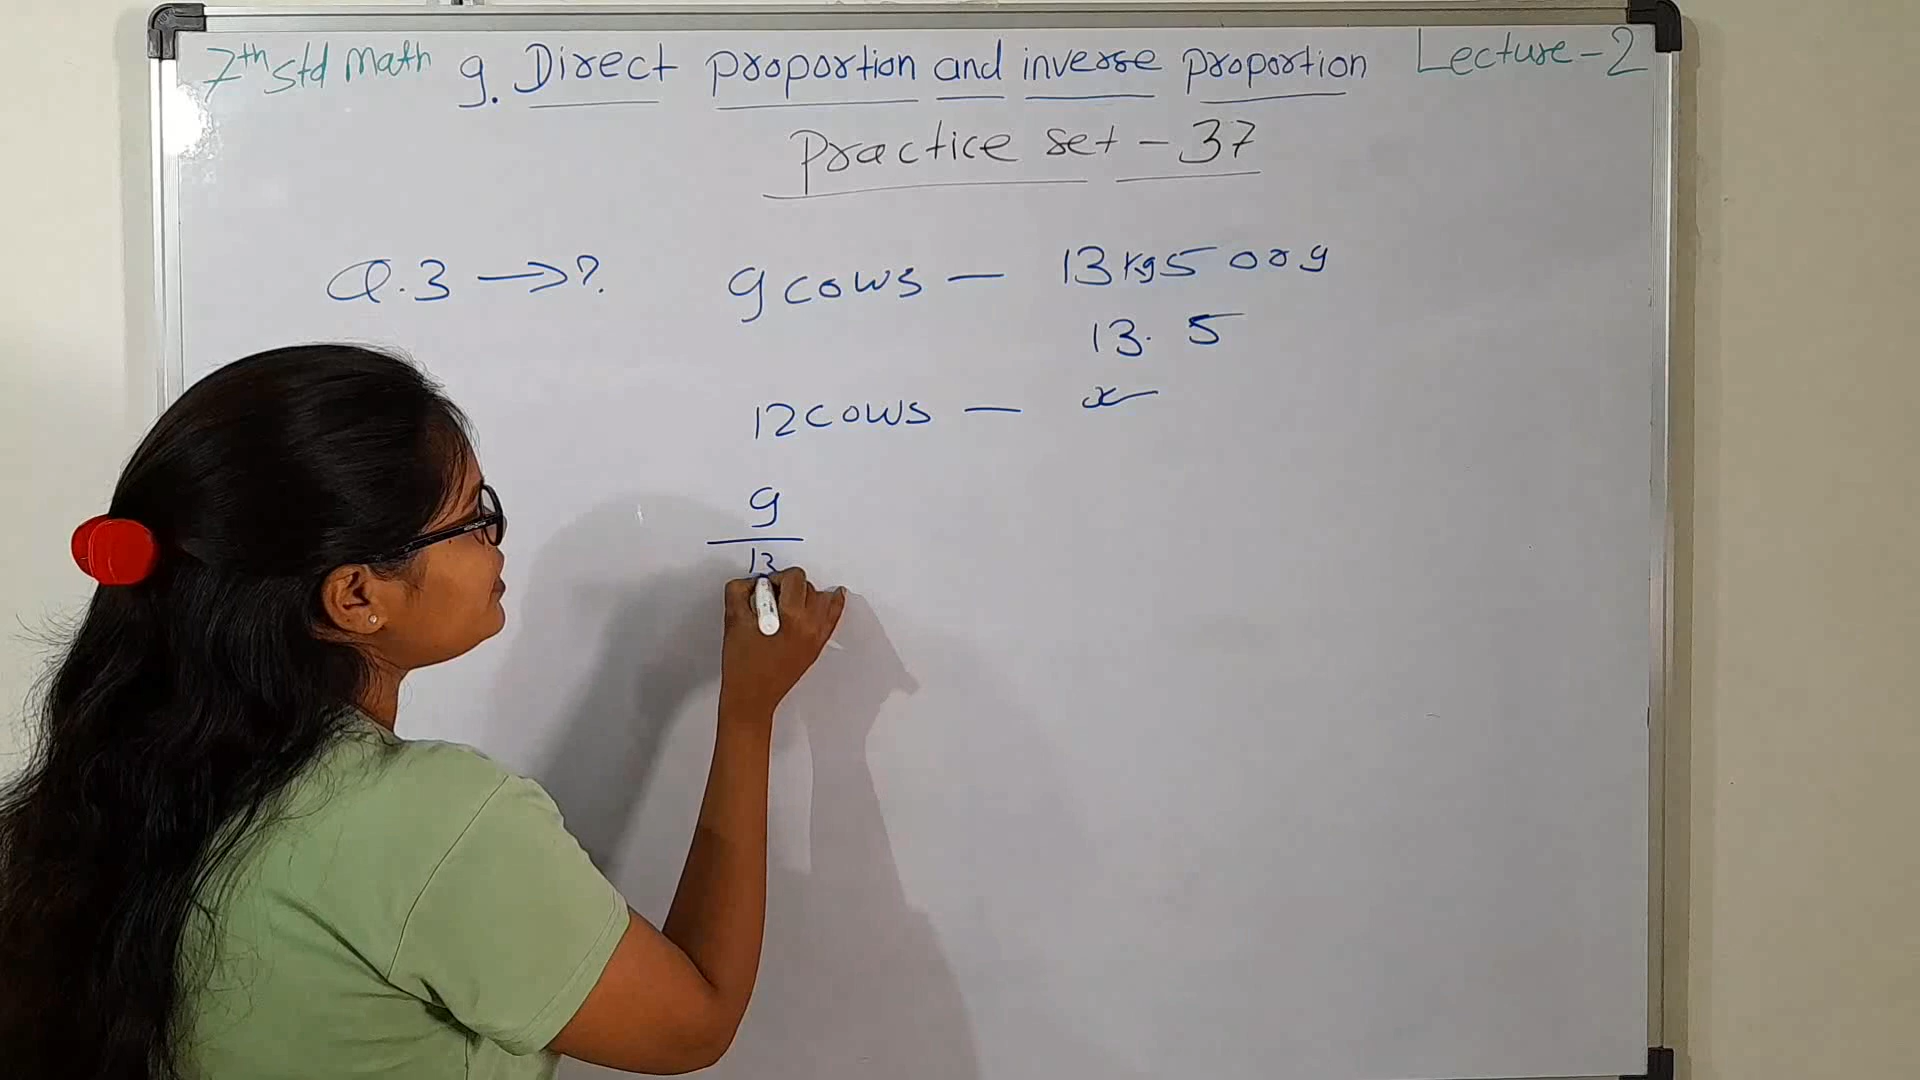 7th std Math 9. Direct proportion and inverse proportion Lecture-2
Practice set - 37
Q.3 → ? 9 cows — 13 kg 500 g
13.5
12 cows — x
9
13